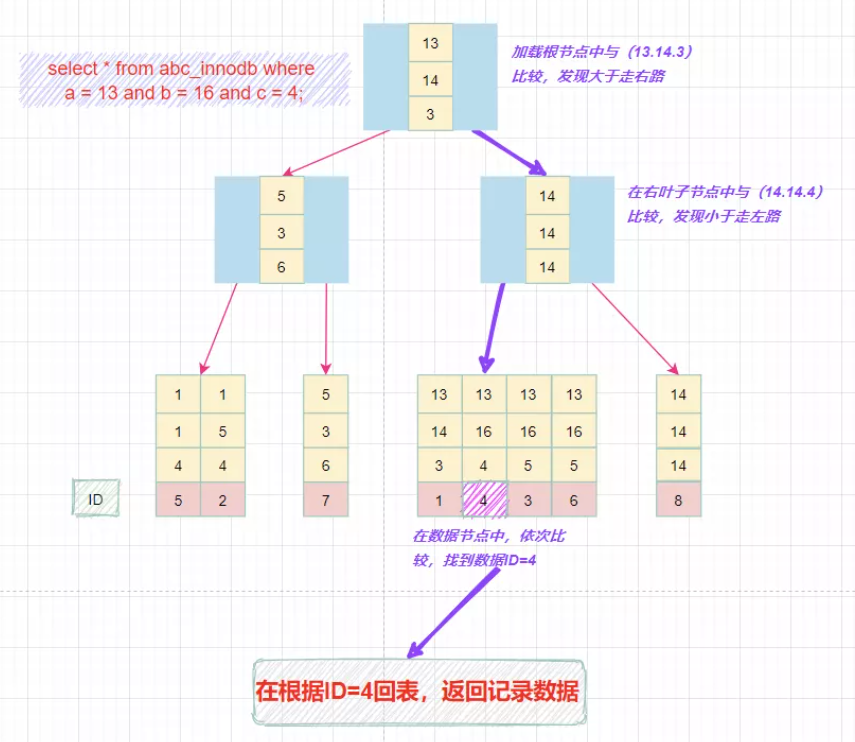 select * from abc_innodb where
a = 13 and b = 16 and c = 4;
13
14
3
加载根节点中与（13.14.3）
比较，发现大于走右路
5
3
6
14
14
14
在右叶子节点中与（14.14.4）
比较，发现小于走左路
1 1 5 13 13 13 13 14
1 5 3 14 16 16 16 14
4 4 6 3 4 5 5 14
ID 5 2 7 1 4 3 6 8
在数据节点中，依次比
较，找到数据ID=4
在根据ID=4回表，返回记录数据